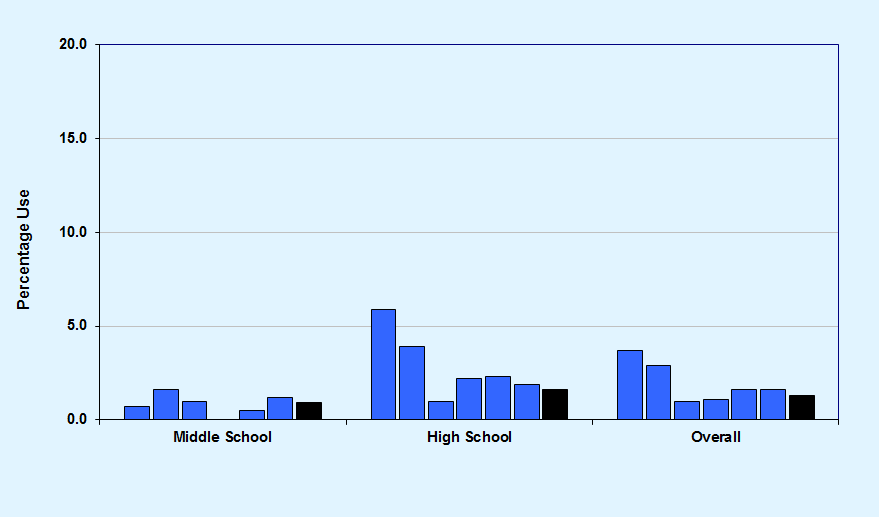 20.0
15.0
10.0
5.0
0.0
Percentage Use
Middle School
High School
Overall